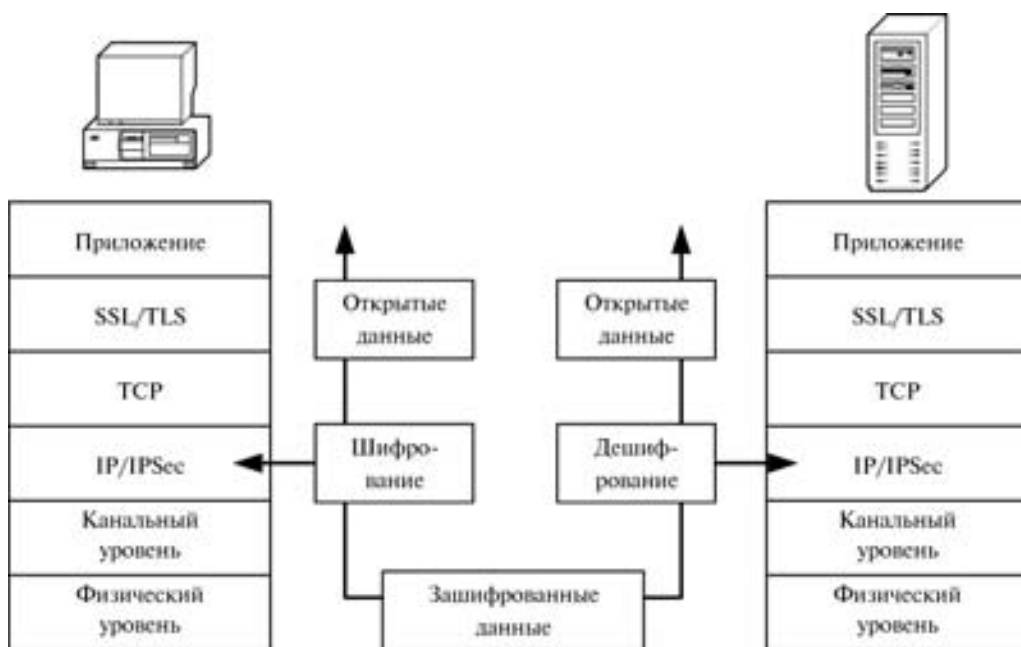 Приложение
SSL/TLS
TCP
IP/IPSec
Канальный
уровень
Физический
уровень
Открытые
данные
Шифро-
вание
Зашифрованные
данные
Открытые
данные
Дешиф-
рование
Приложение
SSL/TLS
TCP
IP/IPSec
Канальный
уровень
Физический
уровень